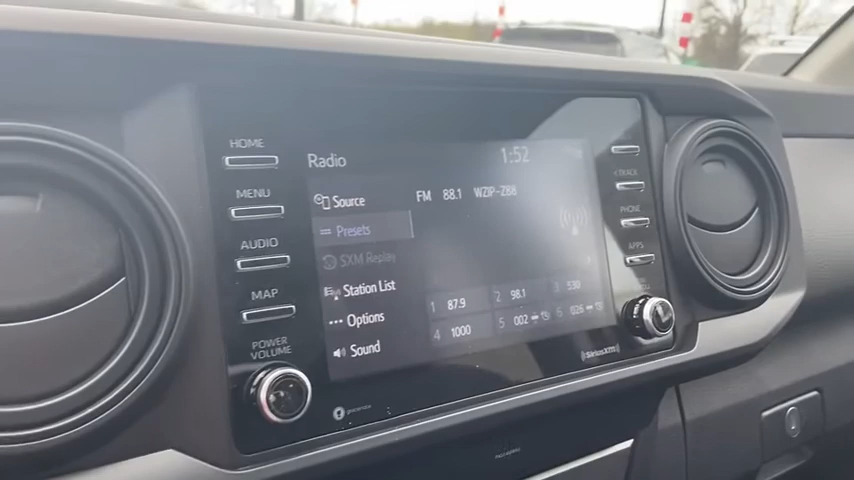 HOME
MENU
AUDIO
MAP
POWER
VOLUME
Radio
1:52
Source
FM 88.1 WZIP-Z88
Presets
SXM Replay
Station List
Options
Sound
1 87.9
2 98.1
3 530
4 1000
5 002
6 026
TRACK
PHONE
APPS
((SiriusXM))